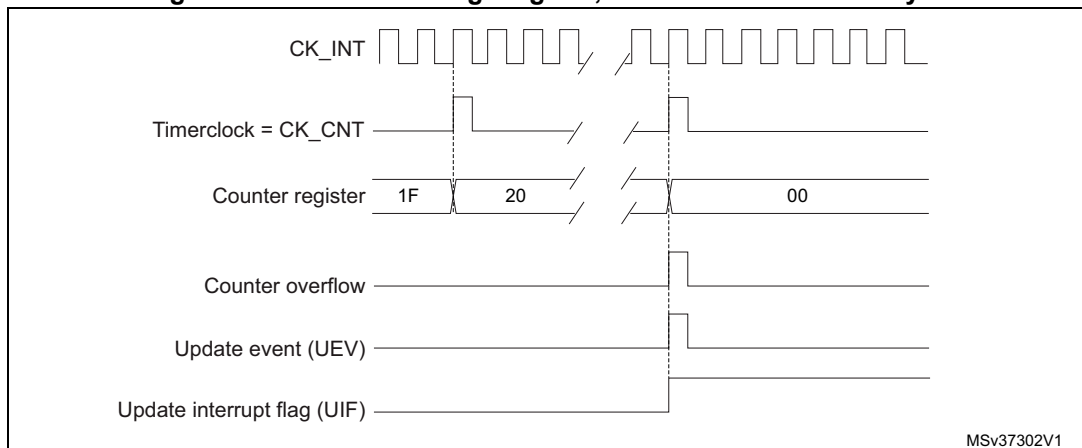 CK_INT
Timerclock = CK_CNT
Counter register 1F 20 00
Counter overflow
Update event (UEV)
Update interrupt flag (UIF)
MSv37302V1